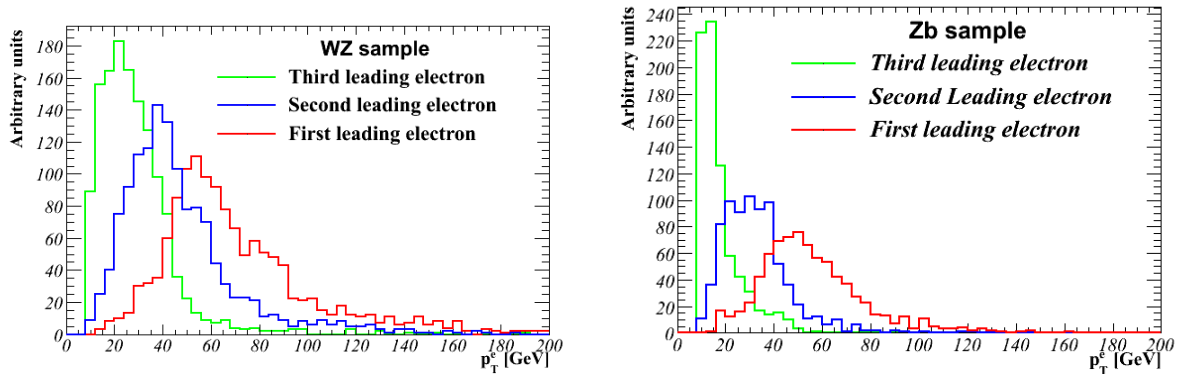 WZ sample
Third leading electron
Second leading electron
First leading electron
Arbitrary units
180
160
140
120
100
80
60
40
20
0
0 20 40 60 80 100 120 140 160 180 200
p_T^e [GeV]
Zb sample
Third leading electron
Second Leading electron
First leading electron
Arbitrary units
240
220
200
180
160
140
120
100
80
60
40
20
0
0 20 40 60 80 100 120 140 160 180 200
p_T^e [GeV]